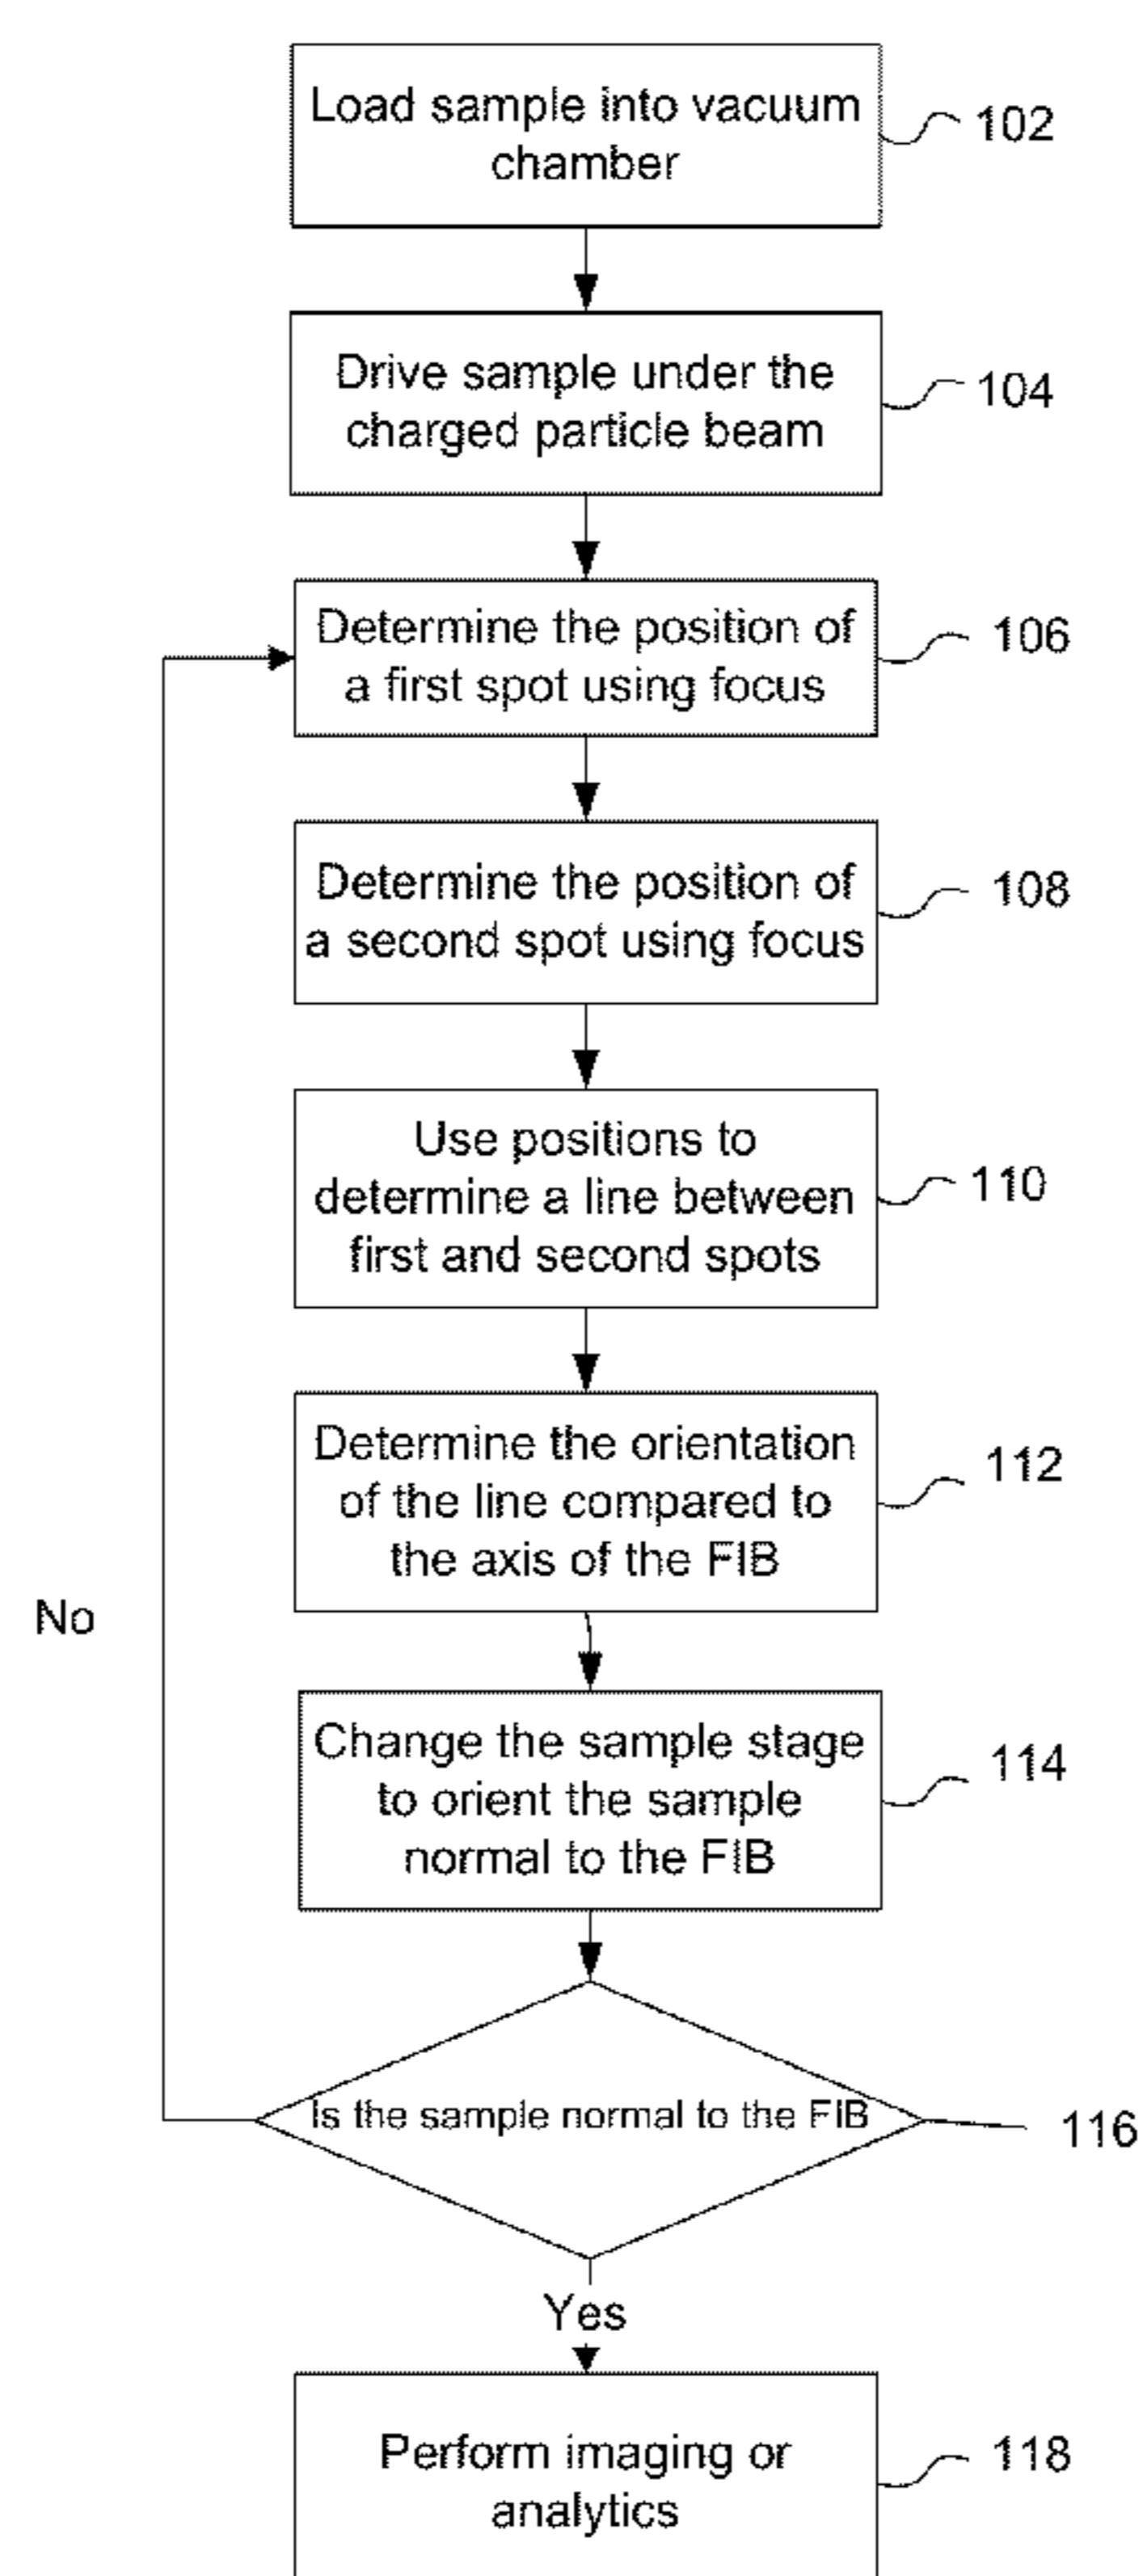 Load sample into vacuum
chamber
102
Drive sample under the
charged particle beam
104
Determine the position of
a first spot using focus
106
Determine the position of
a second spot using focus
108
Use positions to
determine a line between
first and second spots
110
Determine the orientation
of the line compared to
the axis of the FIB
112
No
Change the sample stage
to orient the sample
normal to the FIB
114
Is the sample normal to the FIB
116
Yes
Perform imaging or
analytics
118